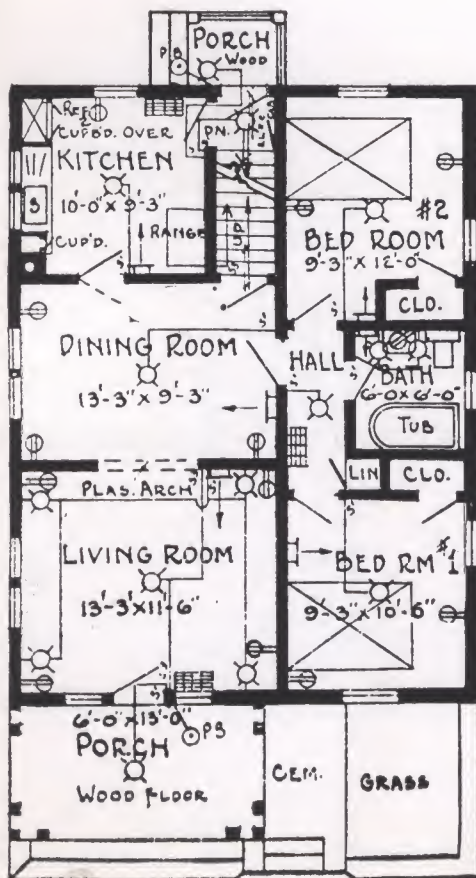 PORCH
WOOD
P.B.
REF.
CUP'D. OVER
PN.
KITCHEN
10'-0" x 9'-3"
S
RANGE
UP
CUP'D.
#2
BED ROOM
9'-3" x 12'-0"
CLO.
DINING ROOM
13'-3" x 9'-3"
HALL
BATH
6'-0 x 6'-0"
TUB
LIN
CLO.
PLAS. ARCH
LIVING ROOM
13'-3" x 11'-6"
BED RM #1
9'-3" x 10'-6"
6'-0" x 13'-0"
PORCH
WOOD FLOOR
PB
CEM.
GRASS